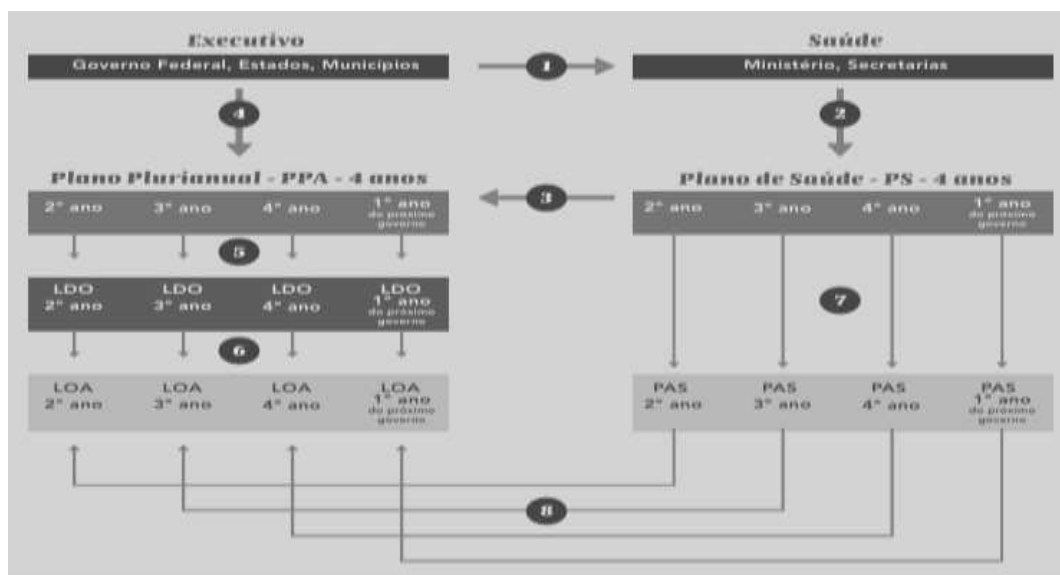 Executivo
Saúde
Governo Federal, Estados, Municípios
1
Ministério, Secretarias
4
2
Plano Plurianual - PPA - 4 anos
3
Plano de Saúde - PS - 4 anos
2º ano
3º ano
4º ano
1º ano
do próximo
governo
2º ano
3º ano
4º ano
1º ano
do próximo
governo
5
LDO
2º ano
LDO
3º ano
LDO
4º ano
LDO
1º ano
do próximo
governo
7
6
LOA
2º ano
LOA
3º ano
LOA
4º ano
LOA
1º ano
do próximo
governo
PAS
2º ano
PAS
3º ano
PAS
4º ano
PAS
1º ano
do próximo
governo
8